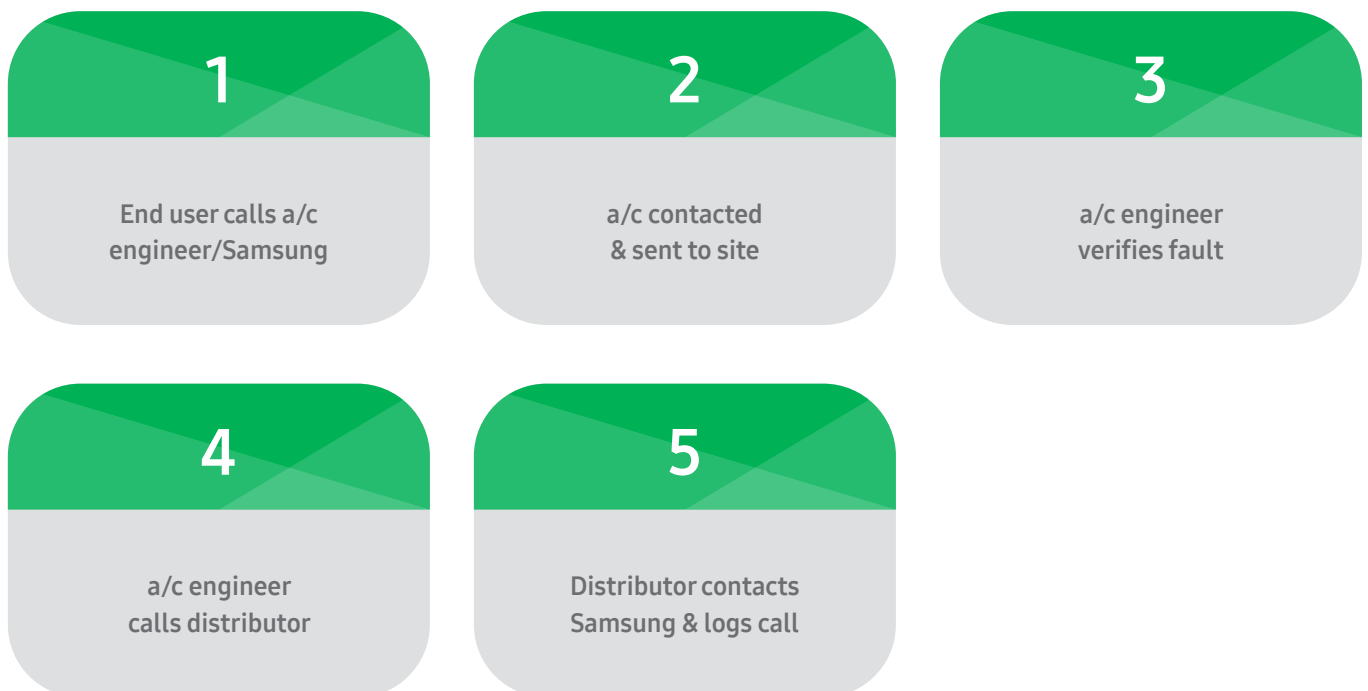 1
End user calls a/c
engineer/Samsung
2
a/c contacted
& sent to site
3
a/c engineer
verifies fault
4
a/c engineer
calls distributor
5
Distributor contacts
Samsung & logs call